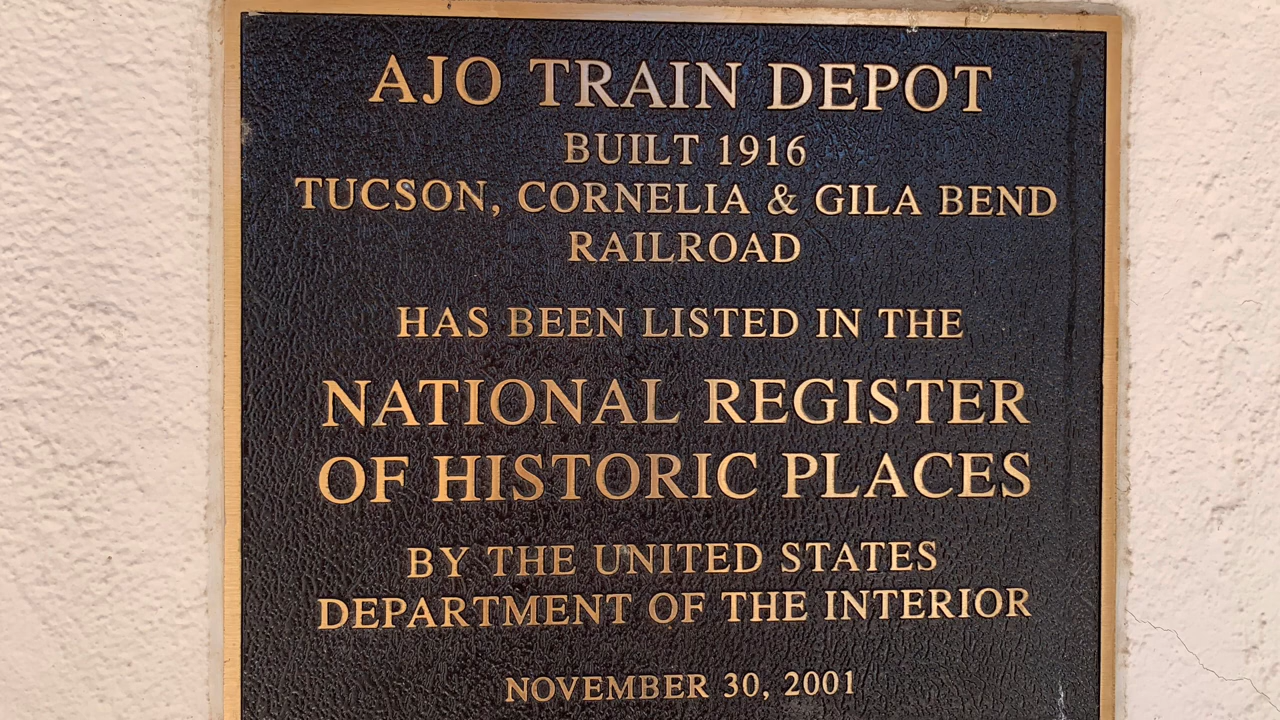 AJO TRAIN DEPOT
BUILT 1916
TUCSON, CORNELIA & GILA BEND
RAILROAD
HAS BEEN LISTED IN THE
NATIONAL REGISTER
OF HISTORIC PLACES
BY THE UNITED STATES
DEPARTMENT OF THE INTERIOR
NOVEMBER 30, 2001